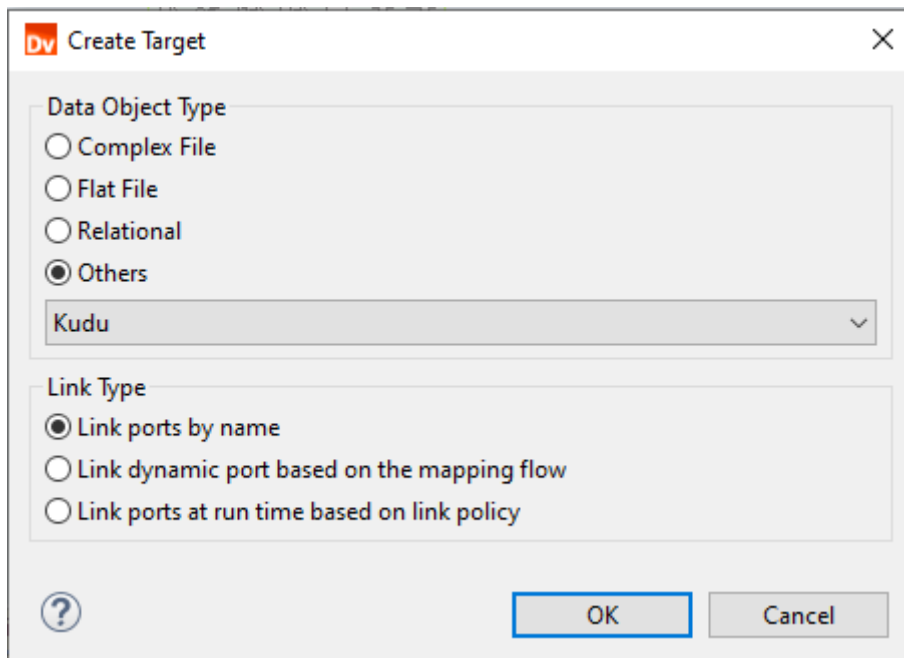 Dv Create Target
Data Object Type
Complex File
Flat File
Relational
Others
Kudu
Link Type
Link ports by name
Link dynamic port based on the mapping flow
Link ports at run time based on link policy
? OK Cancel